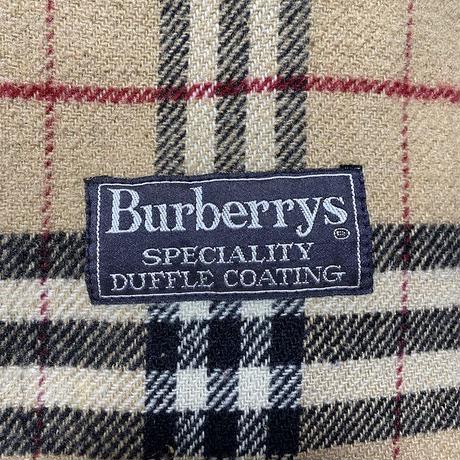 Burberrys
®
SPECIALITY
DUFFLE COATING